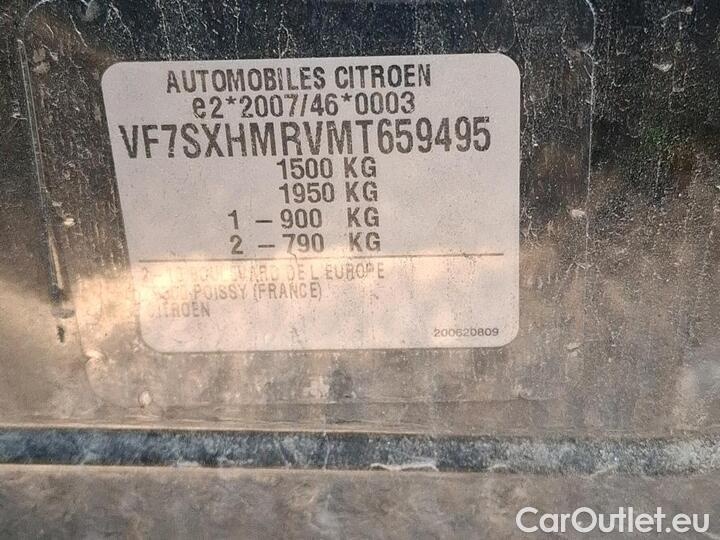 AUTOMOBILES CITROEN
e2*2007/46*0003
VF7SXHMRVMT659495
1500 KG
1950 KG
1 - 900 KG
2 - 790 KG
BOULEVARD DE L EUROPE
POISSY (FRANCE)
CITROEN
200620809
CarOutlet.eu